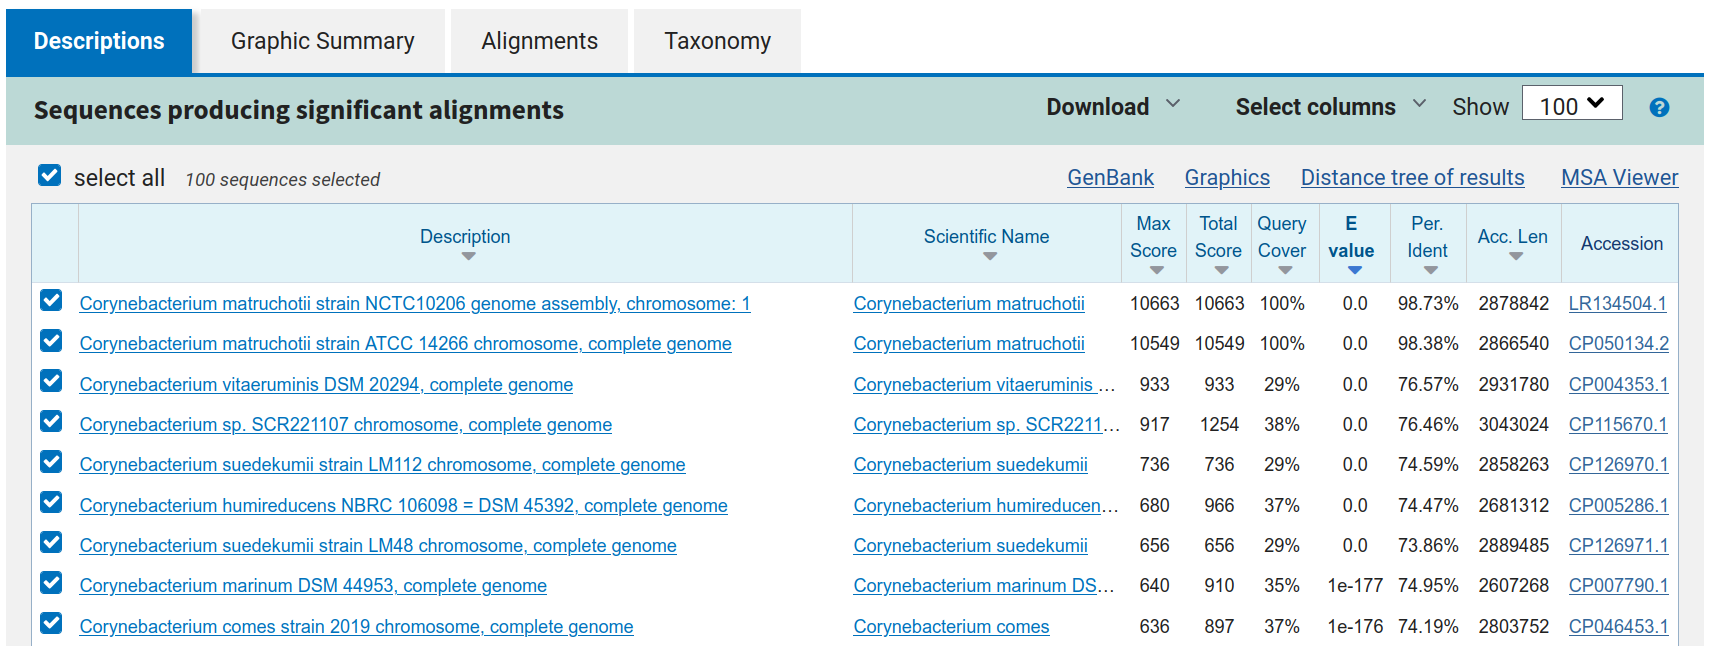 Descriptions Graphic Summary Alignments Taxonomy
Sequences producing significant alignments Download Select columns Show 100 ?
select all 100 sequences selected GenBank Graphics Distance tree of results MSA Viewer
Description Scientific Name Max Score Total Score Query Cover E value Per. Ident Acc. Len Accession
Corynebacterium matruchotii strain NCTC10206 genome assembly, chromosome: 1 Corynebacterium matruchotii 10663 10663 100% 0.0 98.73% 2878842 LR134504.1
Corynebacterium matruchotii strain ATCC 14266 chromosome, complete genome Corynebacterium matruchotii 10549 10549 100% 0.0 98.38% 2866540 CP050134.2
Corynebacterium vitaeruminis DSM 20294, complete genome Corynebacterium vitaeruminis ... 933 933 29% 0.0 76.57% 2931780 CP004353.1
Corynebacterium sp. SCR221107 chromosome, complete genome Corynebacterium sp. SCR2211... 917 1254 38% 0.0 76.46% 3043024 CP115670.1
Corynebacterium suedekumii strain LM112 chromosome, complete genome Corynebacterium suedekumii 736 736 29% 0.0 74.59% 2858263 CP126970.1
Corynebacterium humireducens NBRC 106098 = DSM 45392, complete genome Corynebacterium humireducen... 680 966 37% 0.0 74.47% 2681312 CP005286.1
Corynebacterium suedekumii strain LM48 chromosome, complete genome Corynebacterium suedekumii 656 656 29% 0.0 73.86% 2889485 CP126971.1
Corynebacterium marinum DSM 44953, complete genome Corynebacterium marinum DS... 640 910 35% 1e-177 74.95% 2607268 CP007790.1
Corynebacterium comes strain 2019 chromosome, complete genome Corynebacterium comes 636 897 37% 1e-176 74.19% 2803752 CP046453.1